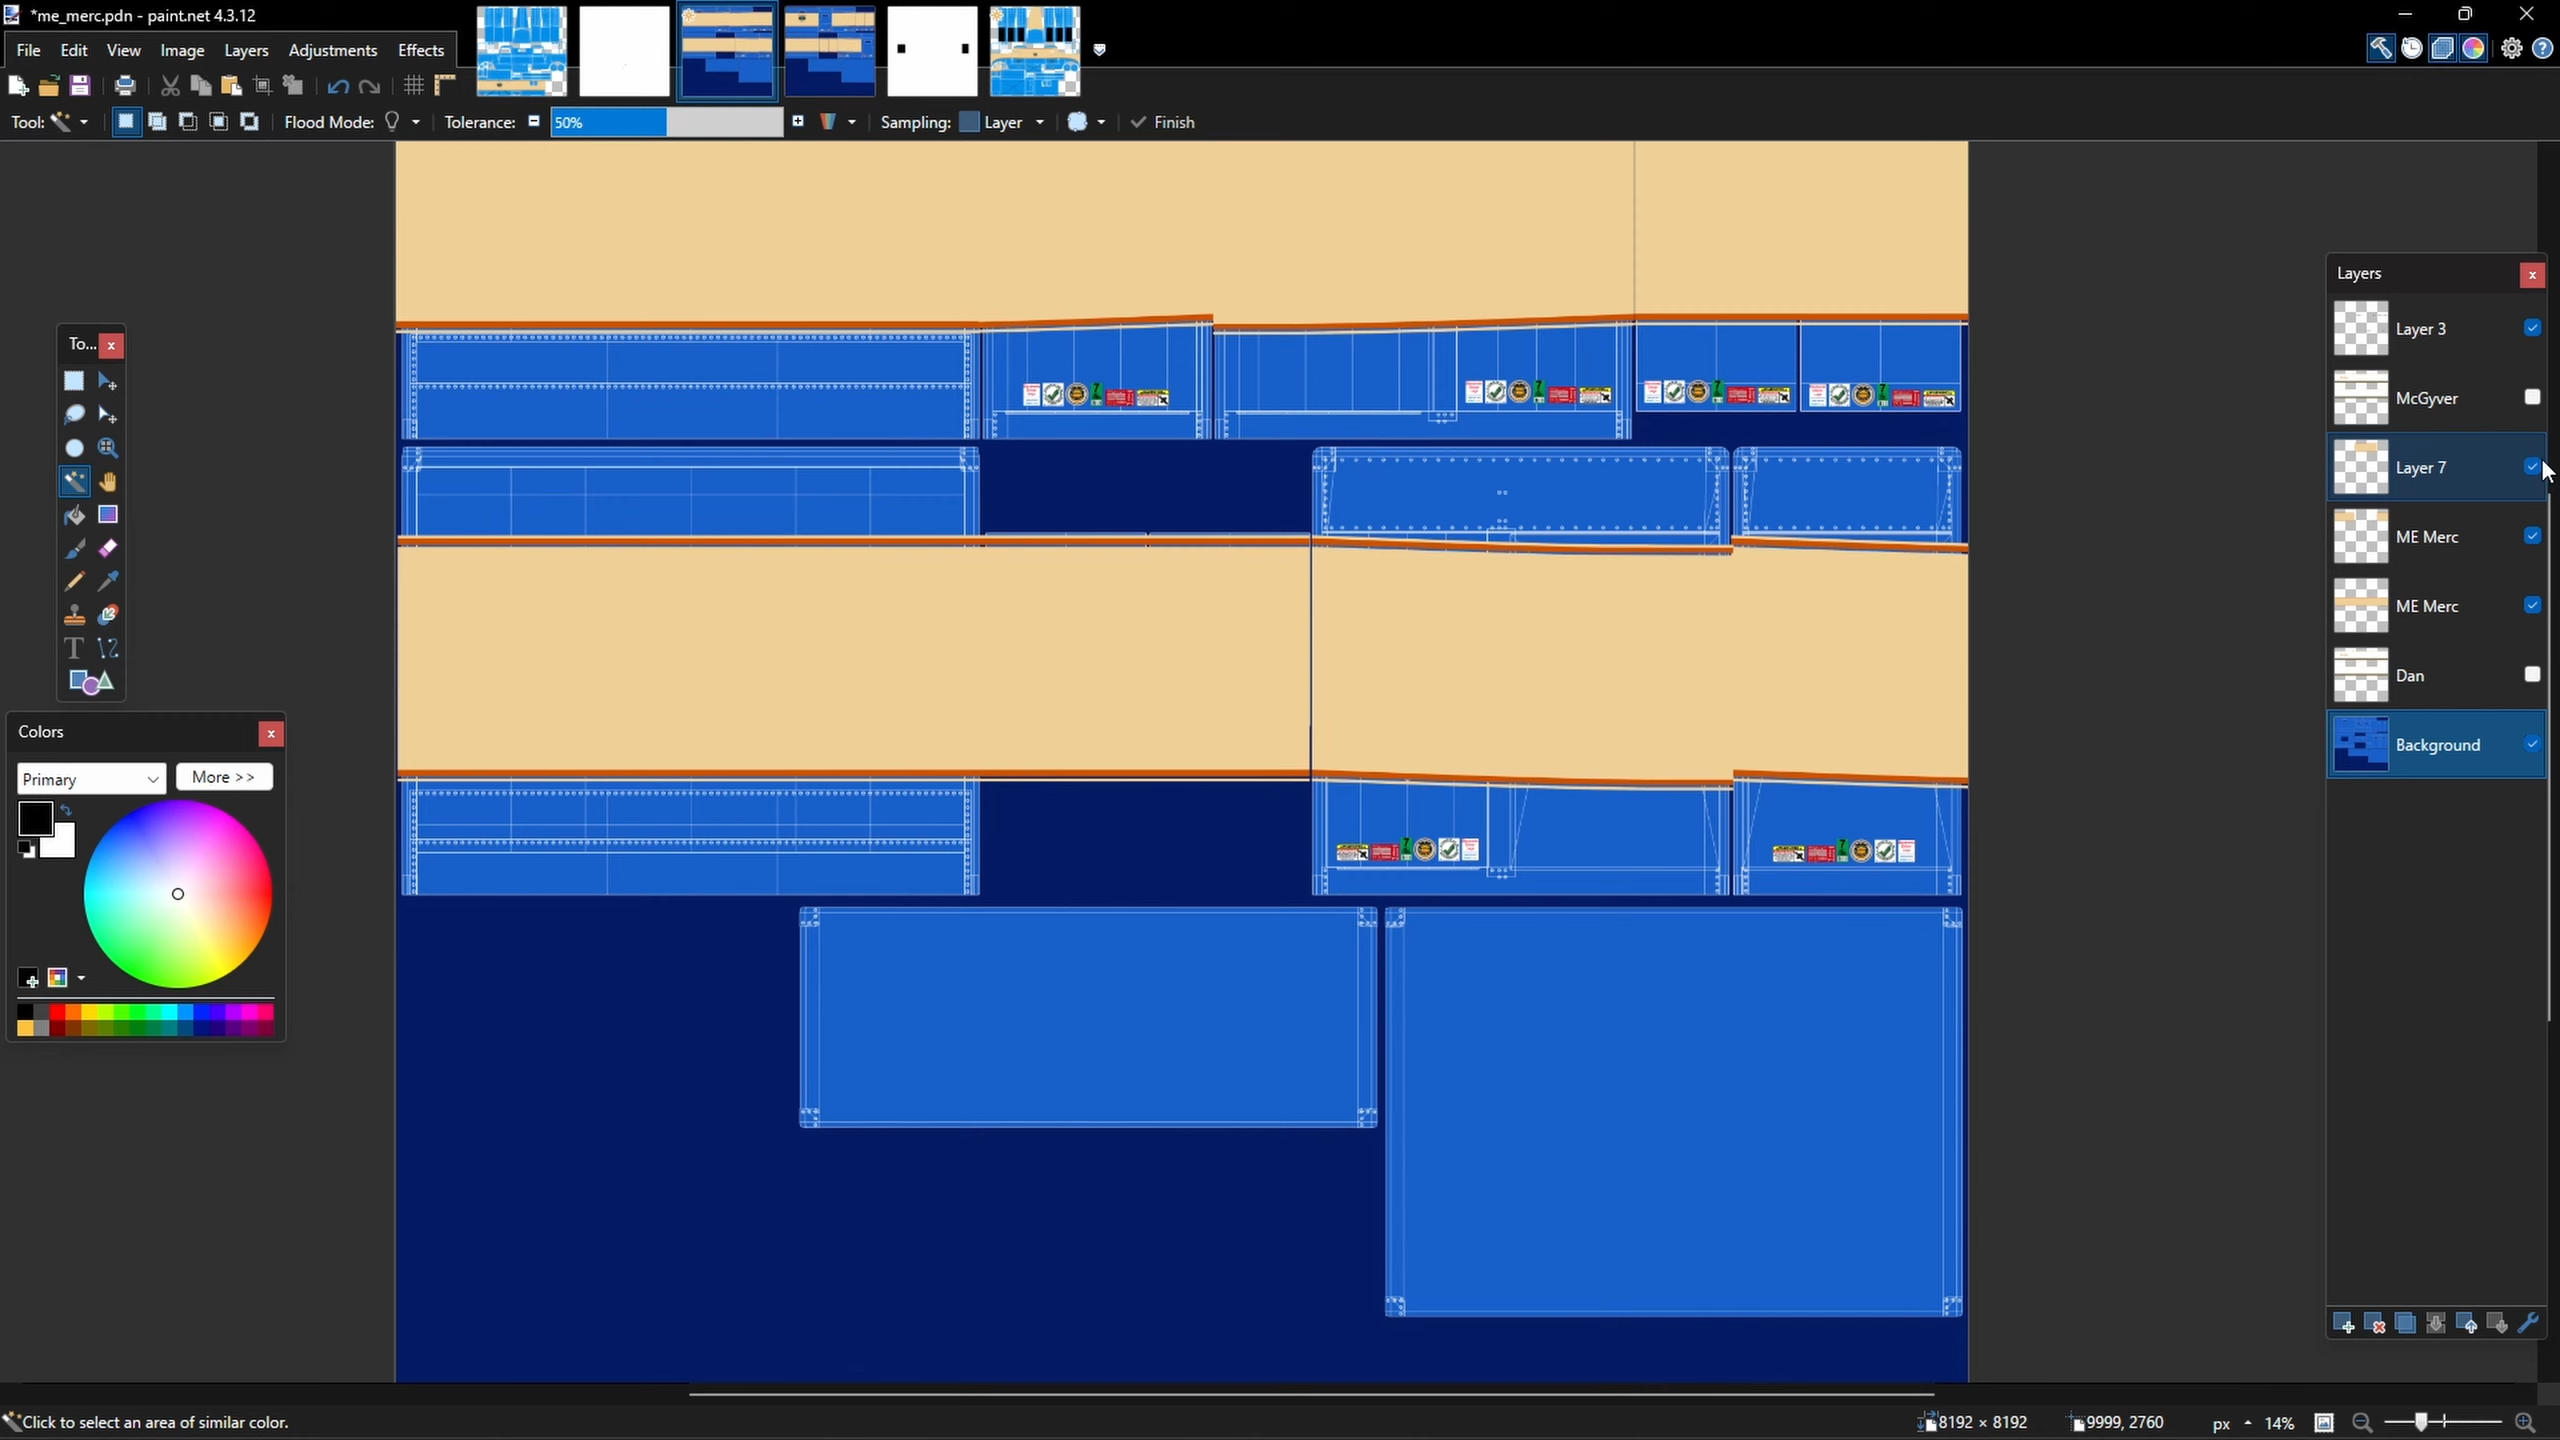 *me_merc.pdn - paint.net 4.3.12
File Edit View Image Layers Adjustments Effects
Tool: Flood Mode: Tolerance: 50% Sampling: Layer Finish
Layers
Layer 3
To...
McGyver
Layer 7
ME Merc
ME Merc
Dan
Colors
Background
Primary More >>
Click to select an area of similar color.
8192 × 8192 9999, 2760 px 14%